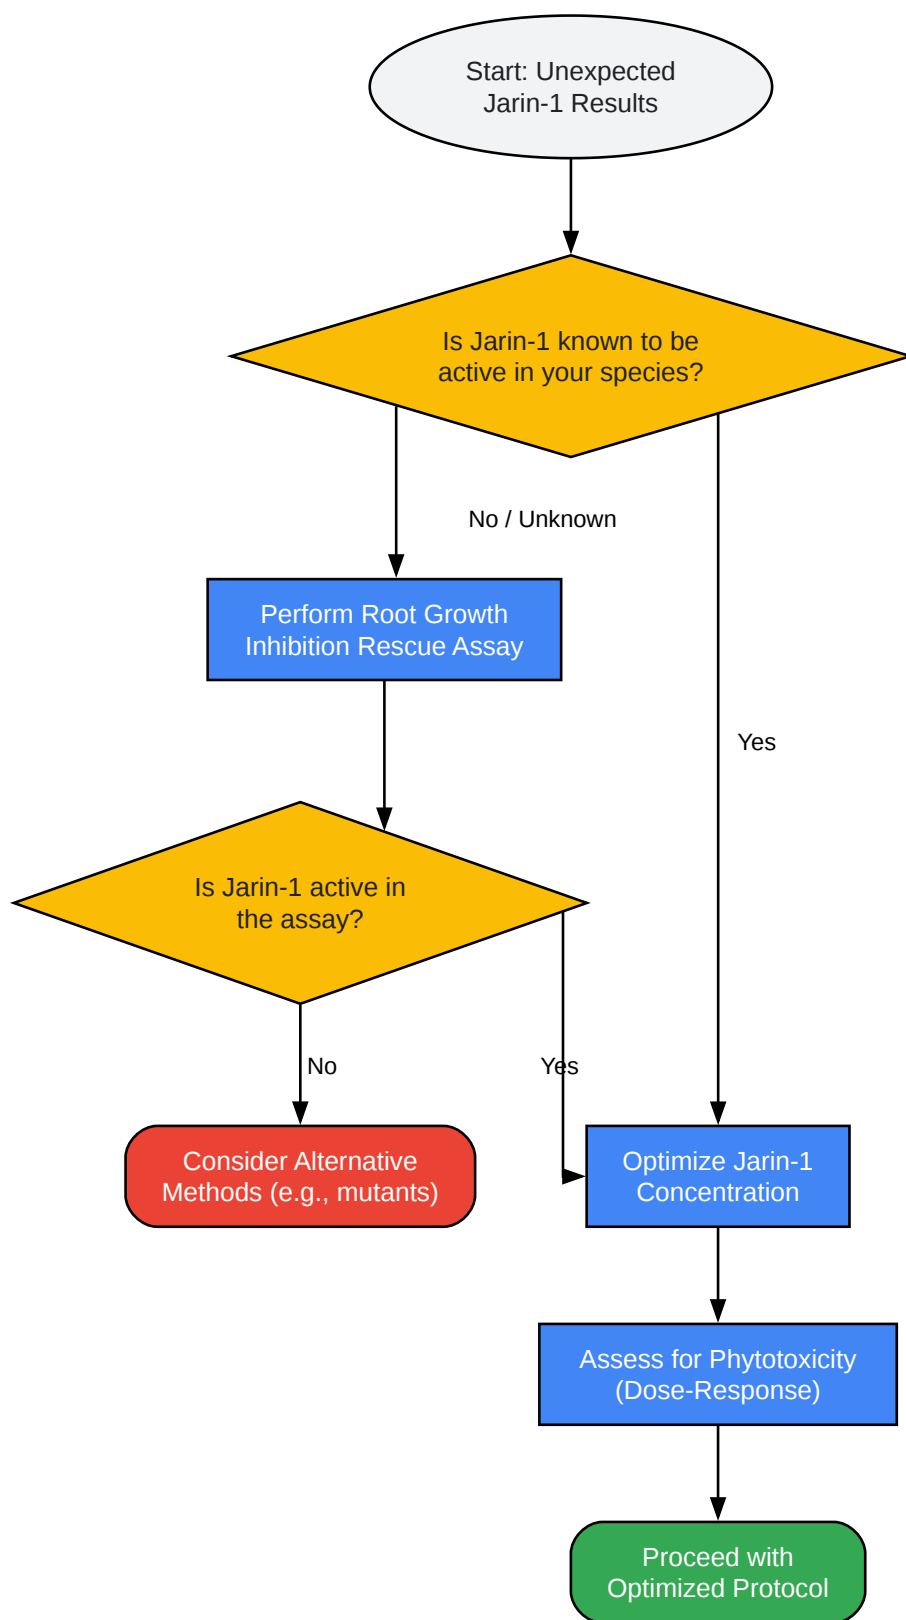 Start: Unexpected
Jarin-1 Results
Is Jarin-1 known to be
active in your species?
No / Unknown
Perform Root Growth
Inhibition Rescue Assay
Yes
Is Jarin-1 active in
the assay?
No
Yes
Consider Alternative
Methods (e.g., mutants)
Optimize Jarin-1
Concentration
Assess for Phytotoxicity
(Dose-Response)
Proceed with
Optimized Protocol